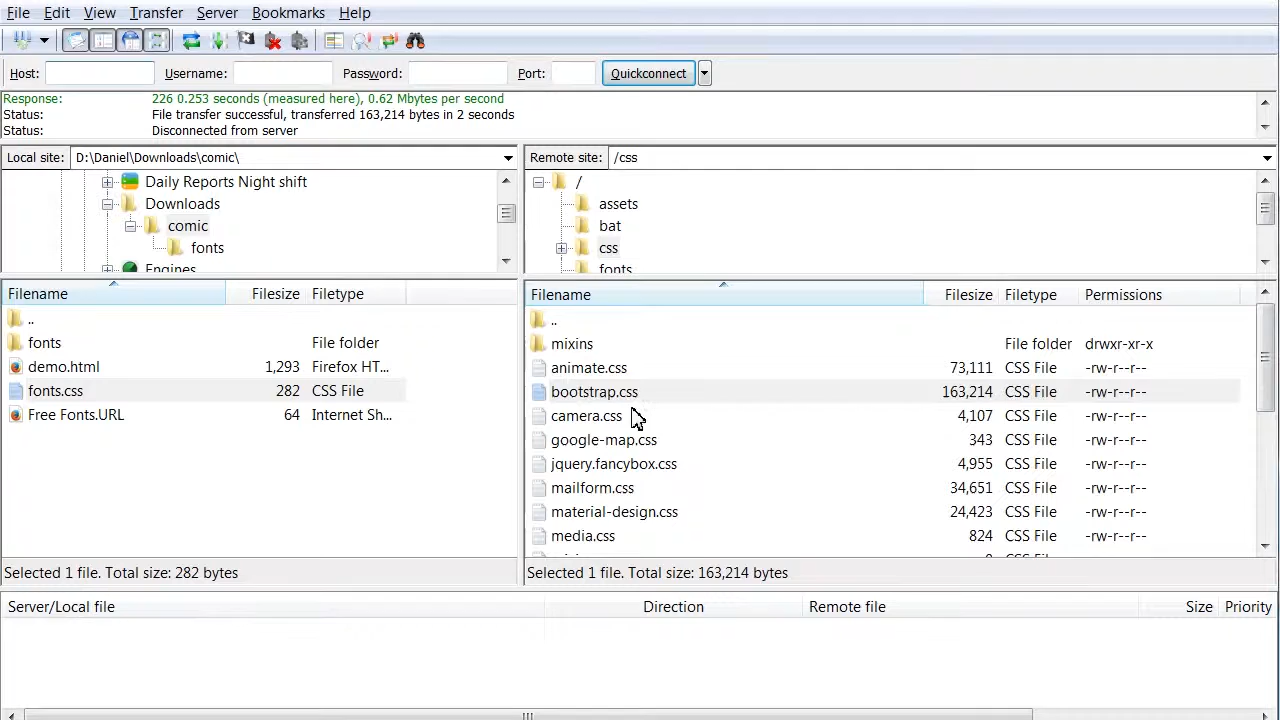 File Edit View Transfer Server Bookmarks Help
Host: Username: Password: Port: Quickconnect
Response: 226 0.253 seconds (measured here), 0.62 Mbytes per second
Status: File transfer successful, transferred 163,214 bytes in 2 seconds
Status: Disconnected from server
Local site: D:\Daniel\Downloads\comic\
Daily Reports Night shift
Downloads
comic
fonts
Engines
Filename Filesize Filetype
..
fonts File folder
demo.html 1,293 Firefox HT...
fonts.css 282 CSS File
Free Fonts.URL 64 Internet Sh...
Selected 1 file. Total size: 282 bytes
Remote site: /css
/
assets
bat
css
fonts
Filename Filesize Filetype Permissions
..
mixins File folder drwxr-xr-x
animate.css 73,111 CSS File -rw-r--r--
bootstrap.css 163,214 CSS File -rw-r--r--
camera.css 4,107 CSS File -rw-r--r--
google-map.css 343 CSS File -rw-r--r--
jquery.fancybox.css 4,955 CSS File -rw-r--r--
mailform.css 34,651 CSS File -rw-r--r--
material-design.css 24,423 CSS File -rw-r--r--
media.css 824 CSS File -rw-r--r--
Selected 1 file. Total size: 163,214 bytes
Server/Local file Direction Remote file Size Priority